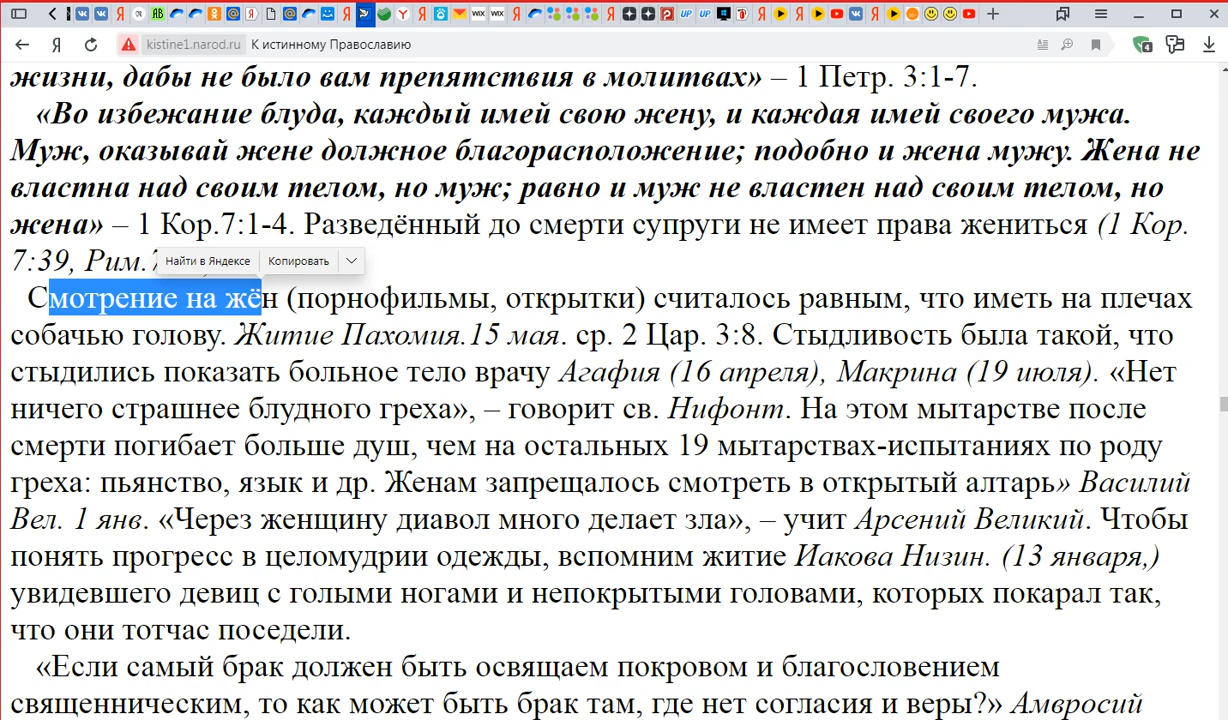 kistine1.narod.ru К истинному Православию
жизни, дабы не было вам препятствия в молитвах» – 1 Петр. 3:1-7.
«Во избежание блуда, каждый имей свою жену, и каждая имей своего мужа.
Муж, оказывай жене должное благорасположение; подобно и жена мужу. Жена не
властна над своим телом, но муж; равно и муж не властен над своим телом, но
жена» – 1 Кор.7:1-4. Разведённый до смерти супруги не имеет права жениться (1 Кор.
7:39, Рим.7
Найти в Яндексе Копировать
Смотрение на жён (порнофильмы, открытки) считалось равным, что иметь на плечах
собачью голову. Житие Пахомия.15 мая. ср. 2 Цар. 3:8. Стыдливость была такой, что
стыдились показать больное тело врачу Агафия (16 апреля), Макрина (19 июля). «Нет
ничего страшнее блудного греха», – говорит св. Нифонт. На этом мытарстве после
смерти погибает больше душ, чем на остальных 19 мытарствах-испытаниях по роду
греха: пьянство, язык и др. Женам запрещалось смотреть в открытый алтарь» Василий
Вел. 1 янв. «Через женщину диавол много делает зла», – учит Арсений Великий. Чтобы
понять прогресс в целомудрии одежды, вспомним житие Иакова Низин. (13 января,)
увидевшего девиц с голыми ногами и непокрытыми головами, которых покарал так,
что они тотчас поседели.
«Если самый брак должен быть освящаем покровом и благословением
священническим, то как может быть брак там, где нет согласия и веры?» Амвросий